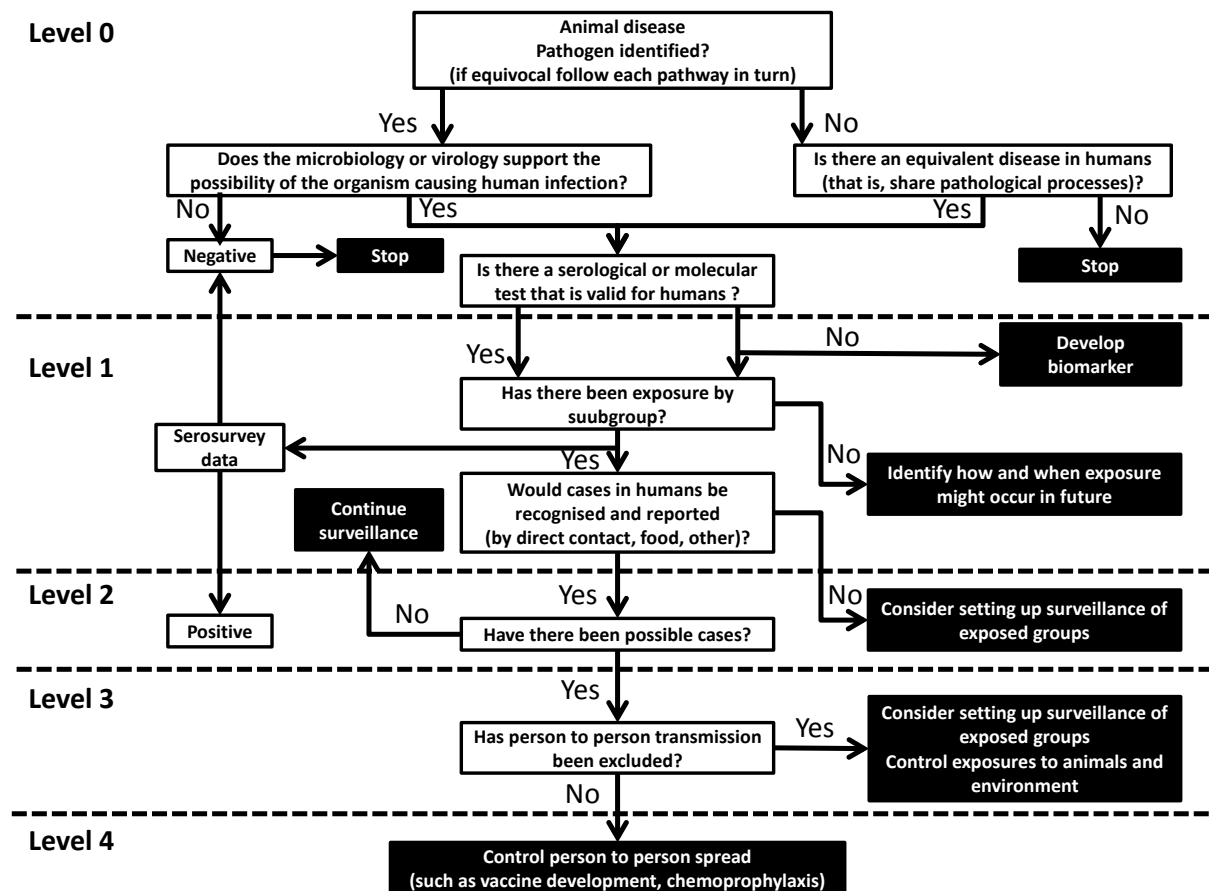 Level 0
Animal disease
Pathogen identified?
(if equivocal follow each pathway in turn)
Yes
No
Does the microbiology or virology support the
possibility of the organism causing human infection?
Is there an equivalent disease in humans
(that is, share pathological processes)?
No
Yes
Yes
No
Negative
Stop
Stop
Is there a serological or molecular
test that is valid for humans ?
Level 1
Yes
No
Develop
biomarker
Has there been exposure by
suubgroup?
Serosurvey
data
Yes
No
Identify how and when exposure
might occur in future
Continue
surveillance
Would cases in humans be
recognised and reported
(by direct contact, food, other)?
Level 2
Yes
No
No
Consider setting up surveillance of
exposed groups
Positive
Have there been possible cases?
Level 3
Yes
Has person to person transmission
been excluded?
Yes
Consider setting up surveillance of
exposed groups
Control exposures to animals and
environment
No
Level 4
Control person to person spread
(such as vaccine development, chemoprophylaxis)